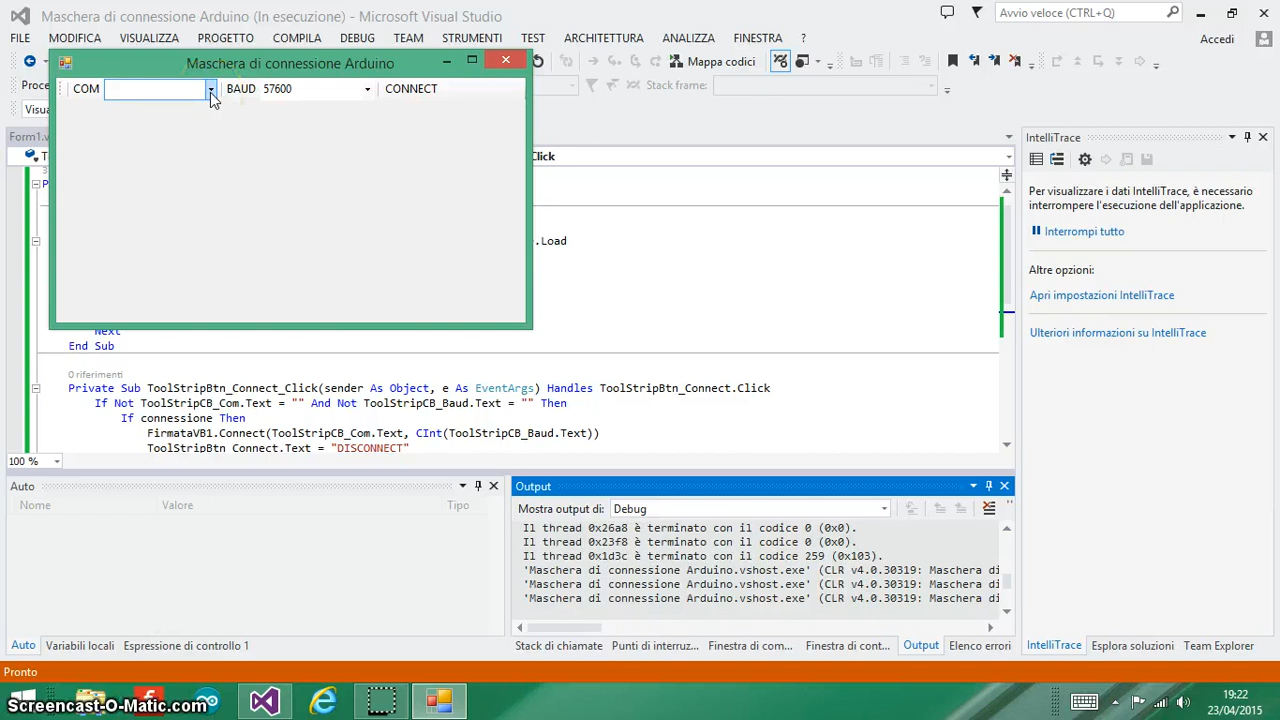 Maschera di connessione Arduino (In esecuzione) - Microsoft Visual Studio
Avvio veloce (CTRL+Q)
FILE MODIFICA VISUALIZZA PROGETTO COMPILA DEBUG TEAM STRUMENTI TEST ARCHITETTURA ANALIZZA FINESTRA ?
Accedi
Maschera di connessione Arduino
Mappa codici
COM BAUD 57600 CONNECT
Stack frame:
Form1.v
Click
.Load
Next
End Sub
0 riferimenti
Private Sub ToolStripBtn_Connect_Click(sender As Object, e As EventArgs) Handles ToolStripBtn_Connect.Click
If Not ToolStripCB_Com.Text = "" And Not ToolStripCB_Baud.Text = "" Then
If connessione Then
FirmataVB1.Connect(ToolStripCB_Com.Text, CInt(ToolStripCB_Baud.Text))
ToolStripBtn_Connect.Text = "DISCONNECT"
100 %
IntelliTrace
Per visualizzare i dati IntelliTrace, è necessario
interrompere l'esecuzione dell'applicazione.
Interrompi tutto
Altre opzioni:
Apri impostazioni IntelliTrace
Ulteriori informazioni su IntelliTrace
Auto
Nome Valore Tipo
Output
Mostra output di: Debug
Il thread 0x26a8 è terminato con il codice 0 (0x0).
Il thread 0x23f8 è terminato con il codice 0 (0x0).
Il thread 0x1d3c è terminato con il codice 259 (0x103).
'Maschera di connessione Arduino.vshost.exe' (CLR v4.0.30319: Maschera di
'Maschera di connessione Arduino.vshost.exe' (CLR v4.0.30319: Maschera di
'Maschera di connessione Arduino.vshost.exe' (CLR v4.0.30319: Maschera di
Auto Variabili locali Espressione di controllo 1
Stack di chiamate Punti di interruz... Finestra di com... Finestra di cont... Output Elenco errori
IntelliTrace Esplora soluzioni Team Explorer
Pronto
Screencast-O-Matic.com
19:22
23/04/2015